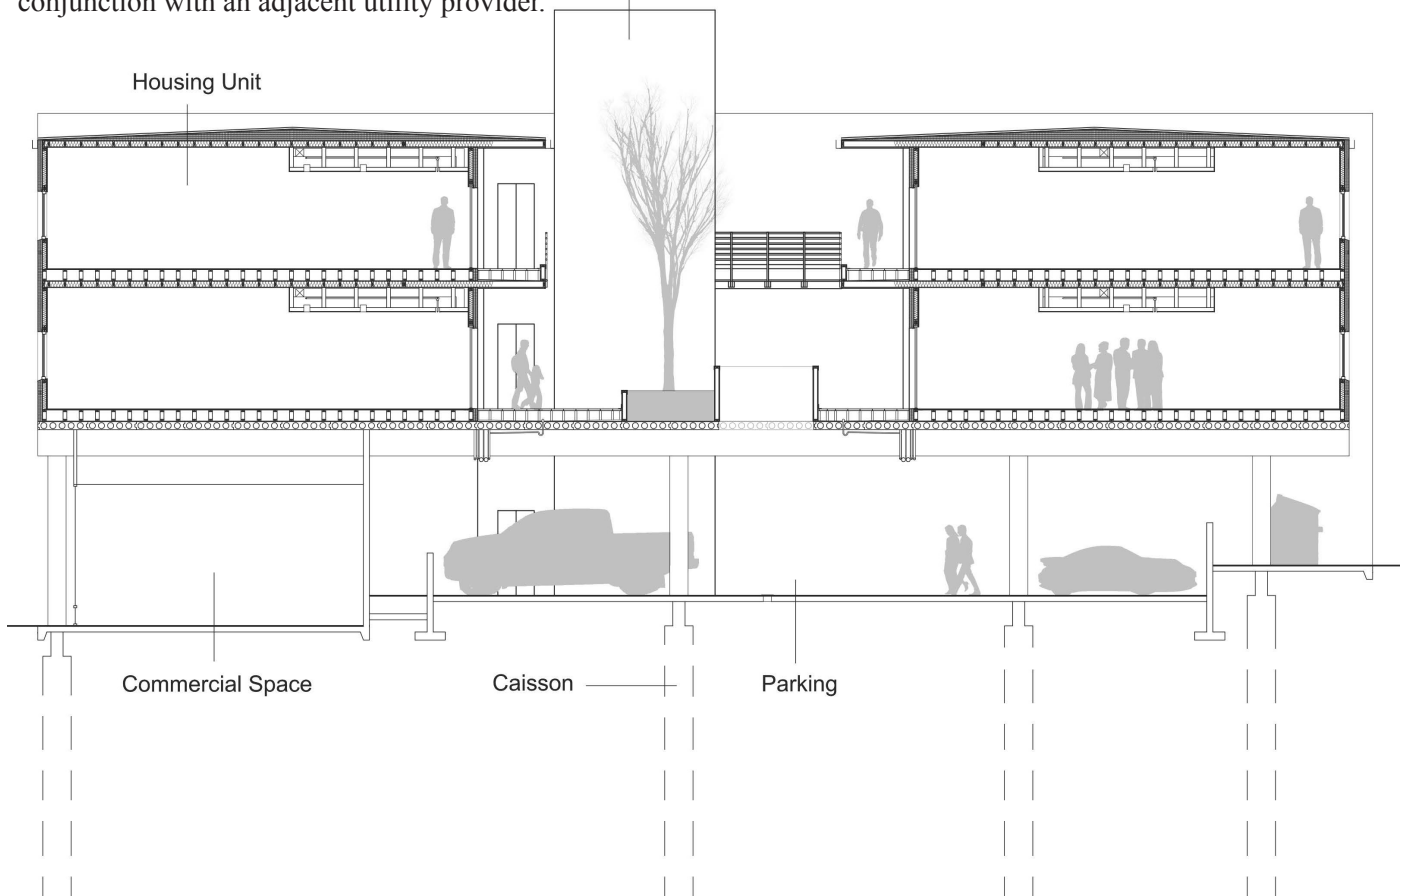 conjunction with an adjacent utility provider.
Housing Unit
Commercial Space
Caisson
Parking